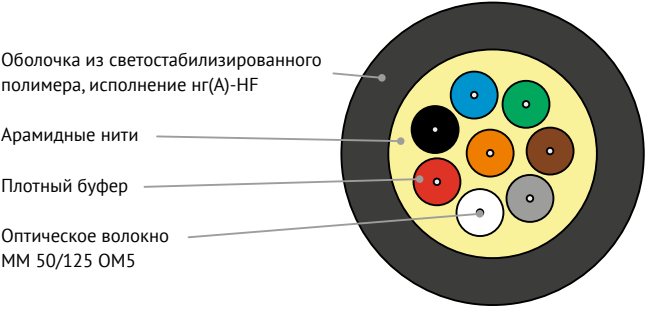 Оболочка из светостабилизированного
полимера, исполнение нг(А)-HF
Арамидные нити
Плотный буфер
Оптическое волокно
ММ 50/125 OM5